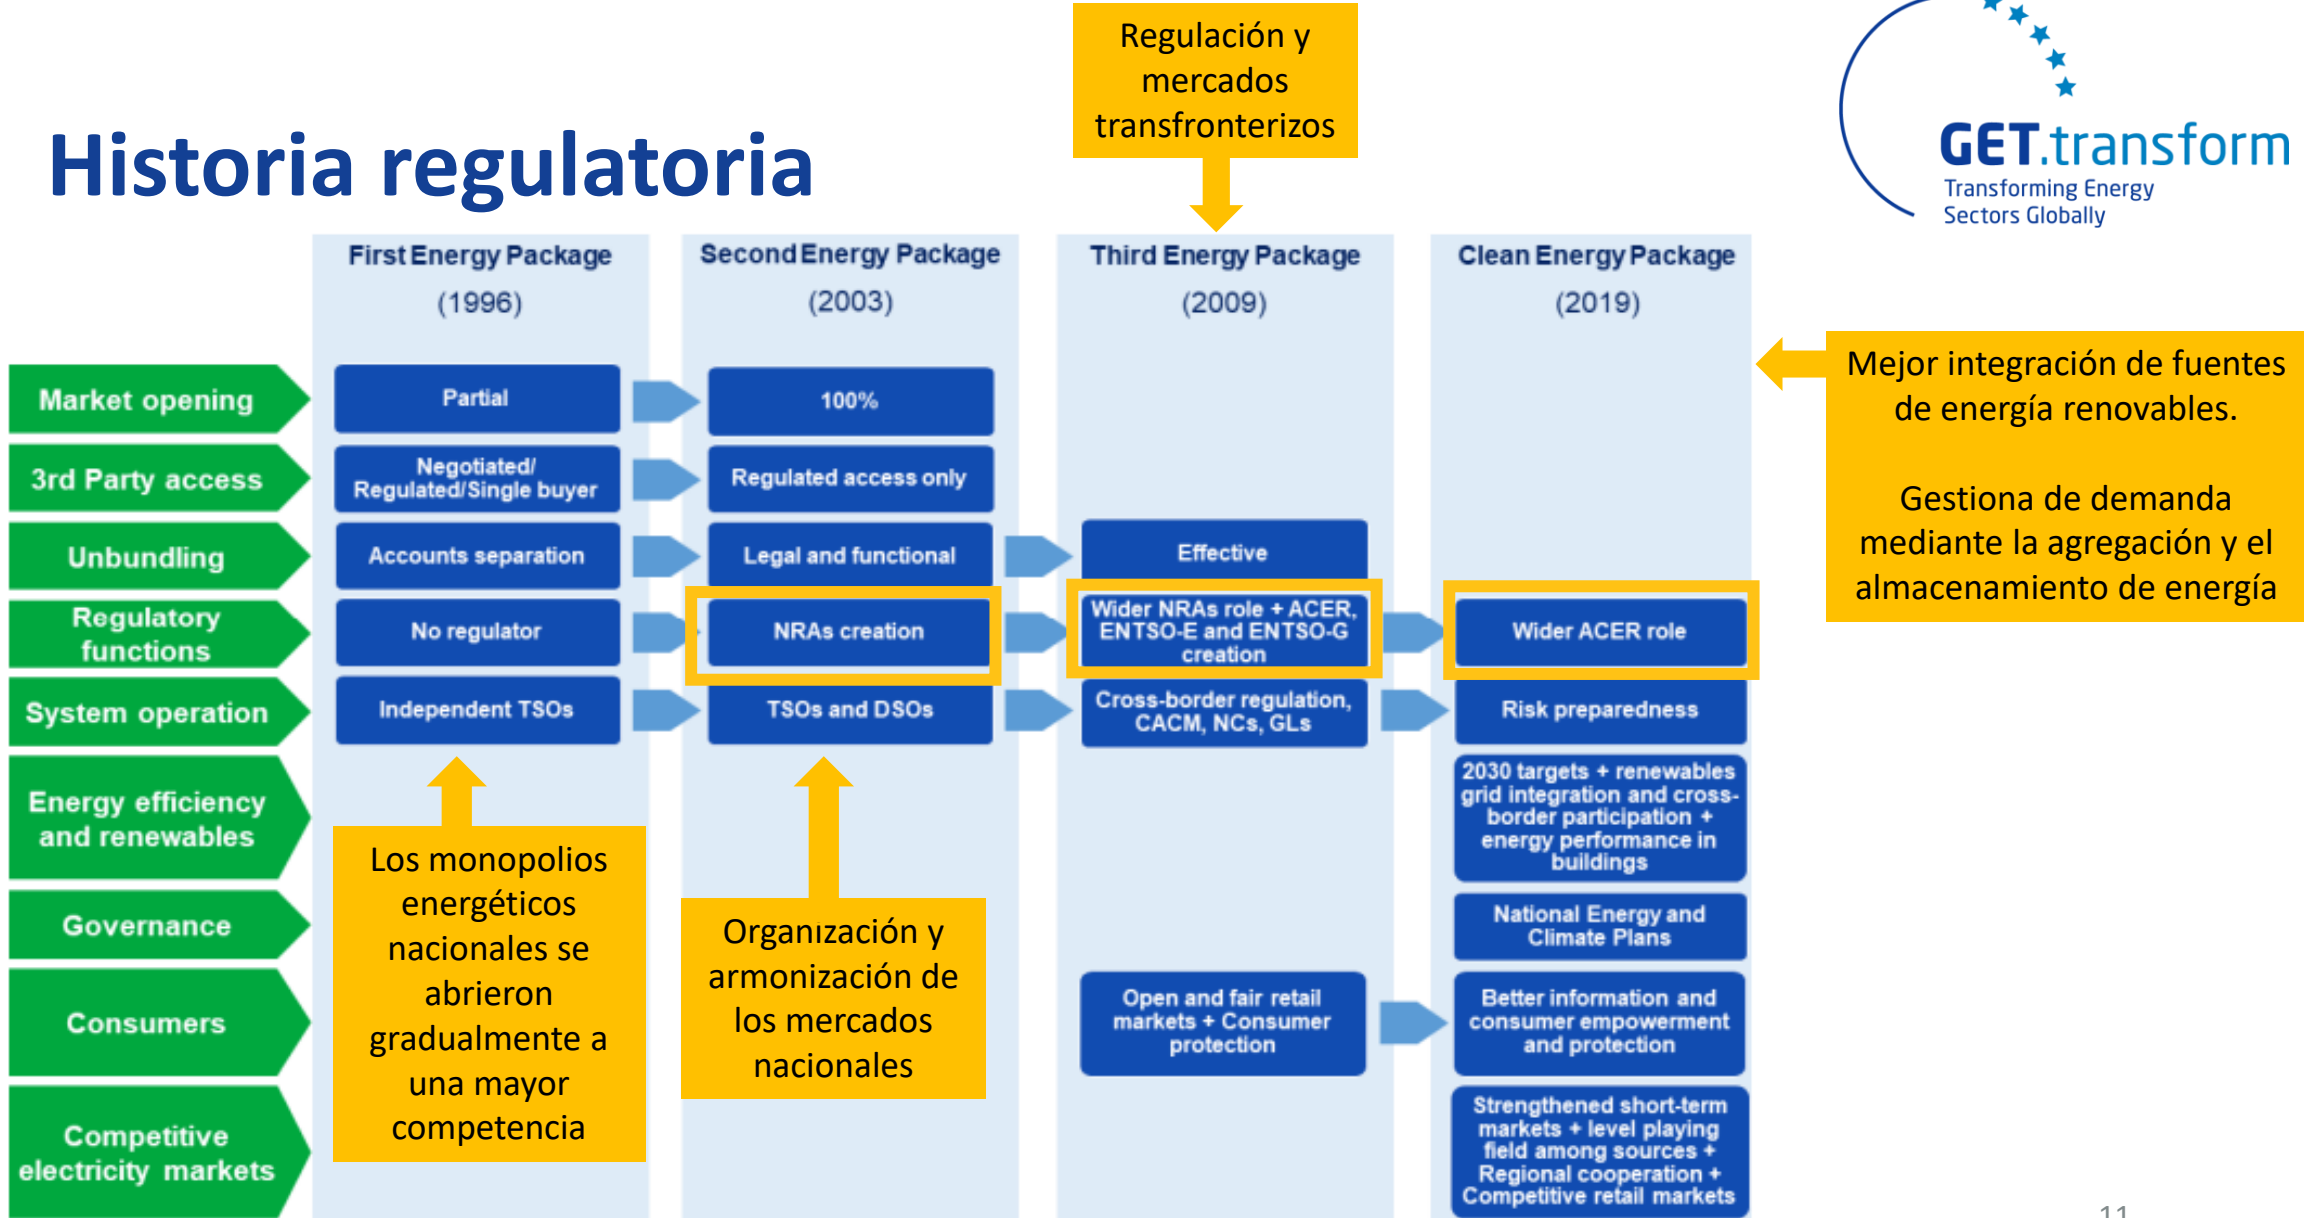 Regulación y
mercados
transfronterizos
Historia regulatoria
GET.transform
Transforming Energy
Sectors Globally
First Energy Package
(1996)
Second Energy Package
(2003)
Third Energy Package
(2009)
Clean Energy Package
(2019)
Mejor integración de fuentes
de energía renovables.
Gestiona de demanda
mediante la agregación y el
almacenamiento de energía
Market opening
Partial
100%
3rd Party access
Negotiated/
Regulated/Single buyer
Regulated access only
Unbundling
Accounts separation
Legal and functional
Effective
Regulatory
functions
No regulator
NRAs creation
Wider NRAs role + ACER,
ENTSO-E and ENTSO-G
creation
Wider ACER role
System operation
Independent TSOs
TSOs and DSOs
Cross-border regulation,
CACM, NCs, GLs
Risk preparedness
Energy efficiency
and renewables
2030 targets + renewables
grid integration and cross-
border participation +
energy performance in
buildings
Los monopolios
energéticos
nacionales se
abrieron
gradualmente a
una mayor
competencia
Organización y
armonización de
los mercados
nacionales
Governance
National Energy and
Climate Plans
Consumers
Open and fair retail
markets + Consumer
protection
Better information and
consumer empowerment
and protection
Competitive
electricity markets
Strengthened short-term
markets + level playing
field among sources +
Regional cooperation +
Competitive retail markets
11